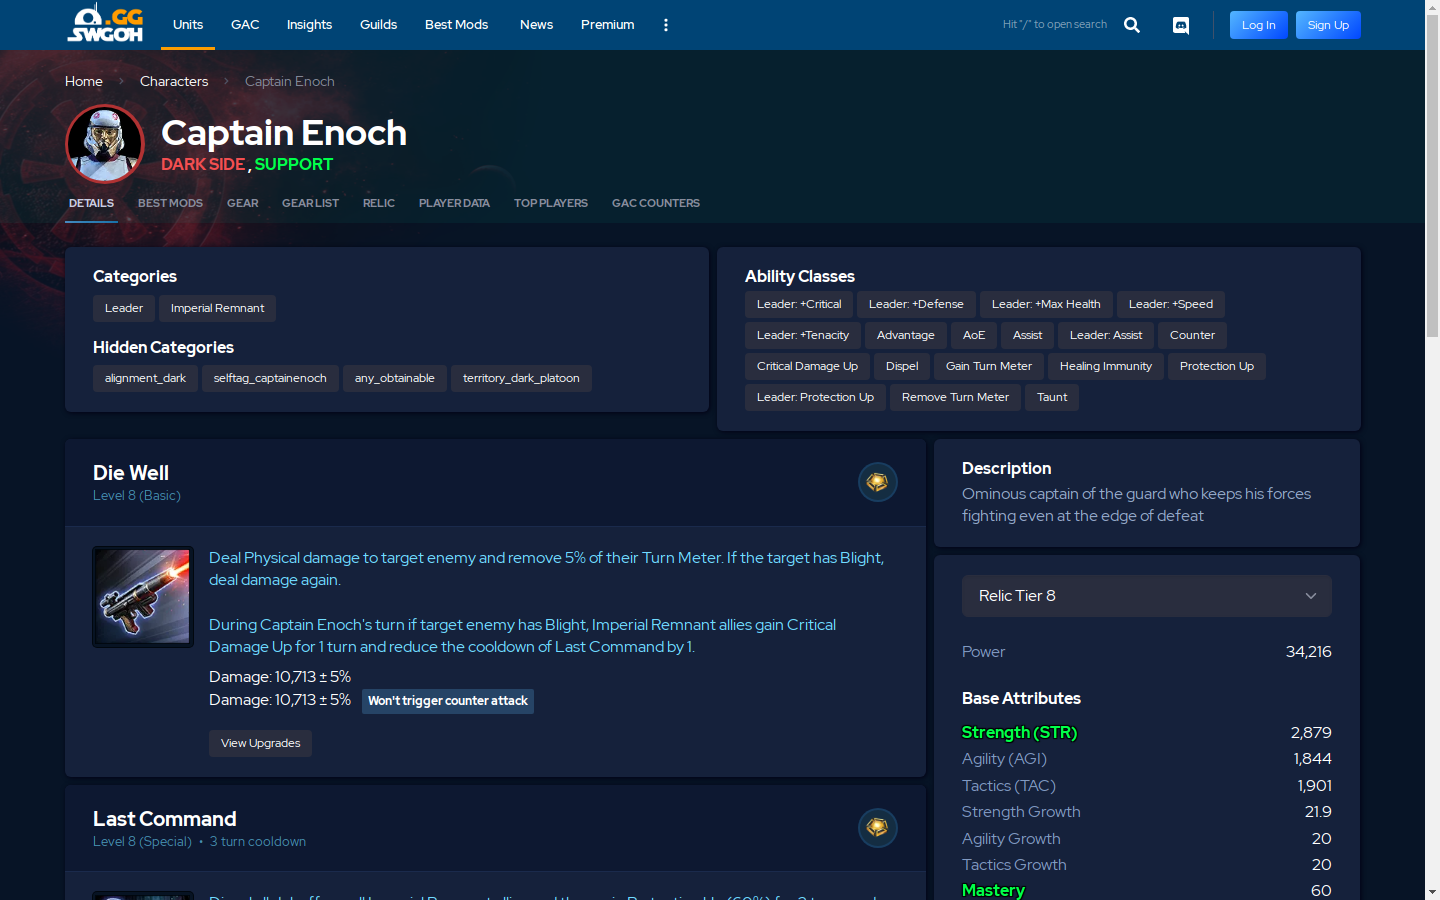 .GG
SWGOH
Units
GAC
Insights
Guilds
Best Mods
News
Premium
Hit "/" to open search
Log In
Sign Up
Home > Characters > Captain Enoch
Captain Enoch
DARK SIDE , SUPPORT
DETAILS
BEST MODS
GEAR
GEAR LIST
RELIC
PLAYER DATA
TOP PLAYERS
GAC COUNTERS
Categories
Leader
Imperial Remnant
Hidden Categories
alignment_dark
selftag_captainenoch
any_obtainable
territory_dark_platoon
Ability Classes
Leader: +Critical
Leader: +Defense
Leader: +Max Health
Leader: +Speed
Leader: +Tenacity
Advantage
AoE
Assist
Leader: Assist
Counter
Critical Damage Up
Dispel
Gain Turn Meter
Healing Immunity
Protection Up
Leader: Protection Up
Remove Turn Meter
Taunt
Die Well
Level 8 (Basic)
Deal Physical damage to target enemy and remove 5% of their Turn Meter. If the target has Blight,
deal damage again.
During Captain Enoch's turn if target enemy has Blight, Imperial Remnant allies gain Critical
Damage Up for 1 turn and reduce the cooldown of Last Command by 1.
Damage: 10,713 ± 5%
Damage: 10,713 ± 5% Won't trigger counter attack
View Upgrades
Last Command
Level 8 (Special) • 3 turn cooldown
Description
Ominous captain of the guard who keeps his forces
fighting even at the edge of defeat
Relic Tier 8
Power 34,216
Base Attributes
Strength (STR) 2,879
Agility (AGI) 1,844
Tactics (TAC) 1,901
Strength Growth 21.9
Agility Growth 20
Tactics Growth 20
Mastery 60